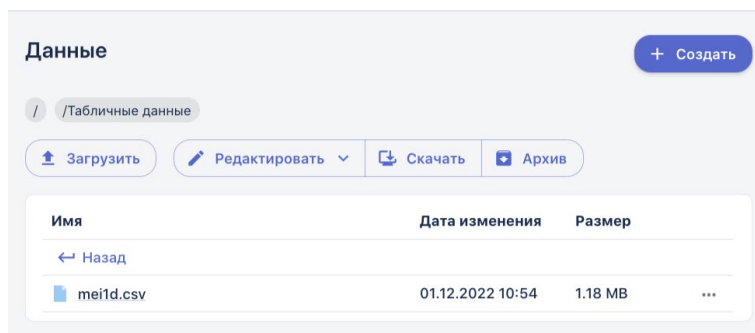 Данные
+ Создать
/ /Табличные данные
Загрузить Редактировать Скачать Архив
Имя Дата изменения Размер
Назад
mei1d.csv 01.12.2022 10:54 1.18 MB ...